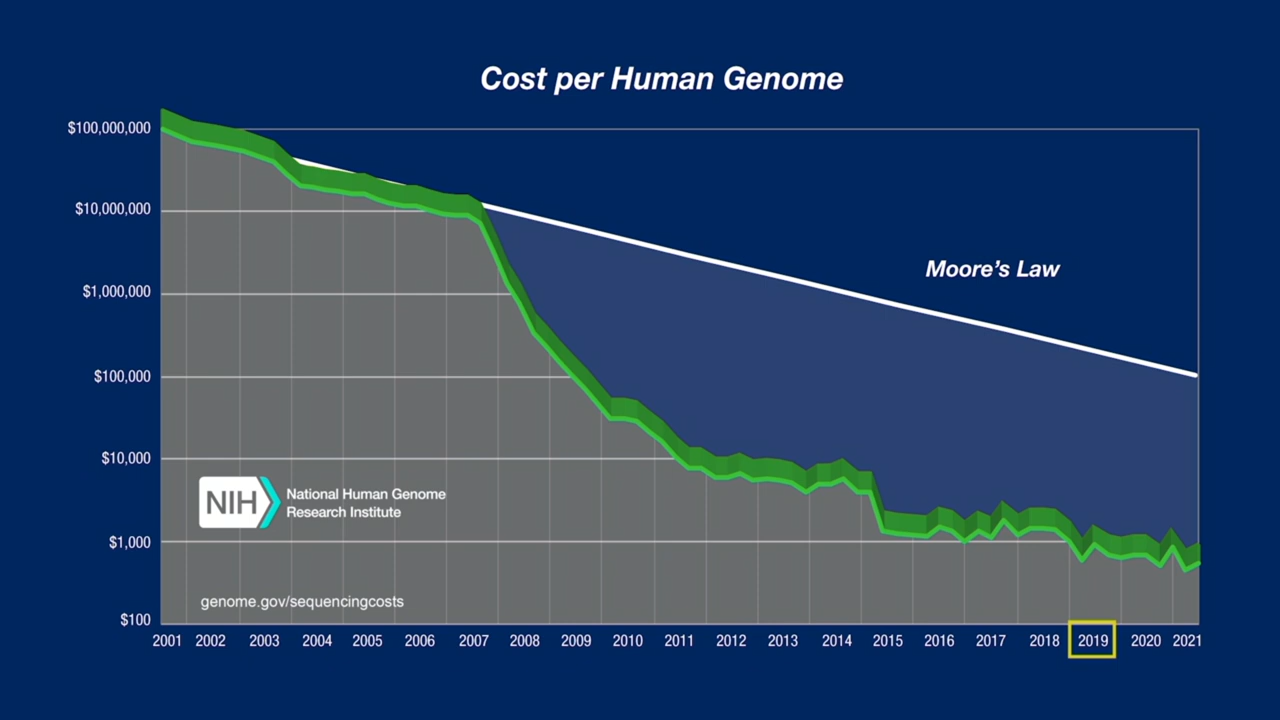 Cost per Human Genome
$100,000,000
$10,000,000
$1,000,000
$100,000
$10,000
$1,000
$100
Moore's Law
NIH
National Human Genome
Research Institute
genome.gov/sequencingcosts
2001 2002 2003 2004 2005 2006 2007 2008 2009 2010 2011 2012 2013 2014 2015 2016 2017 2018 2019 2020 2021